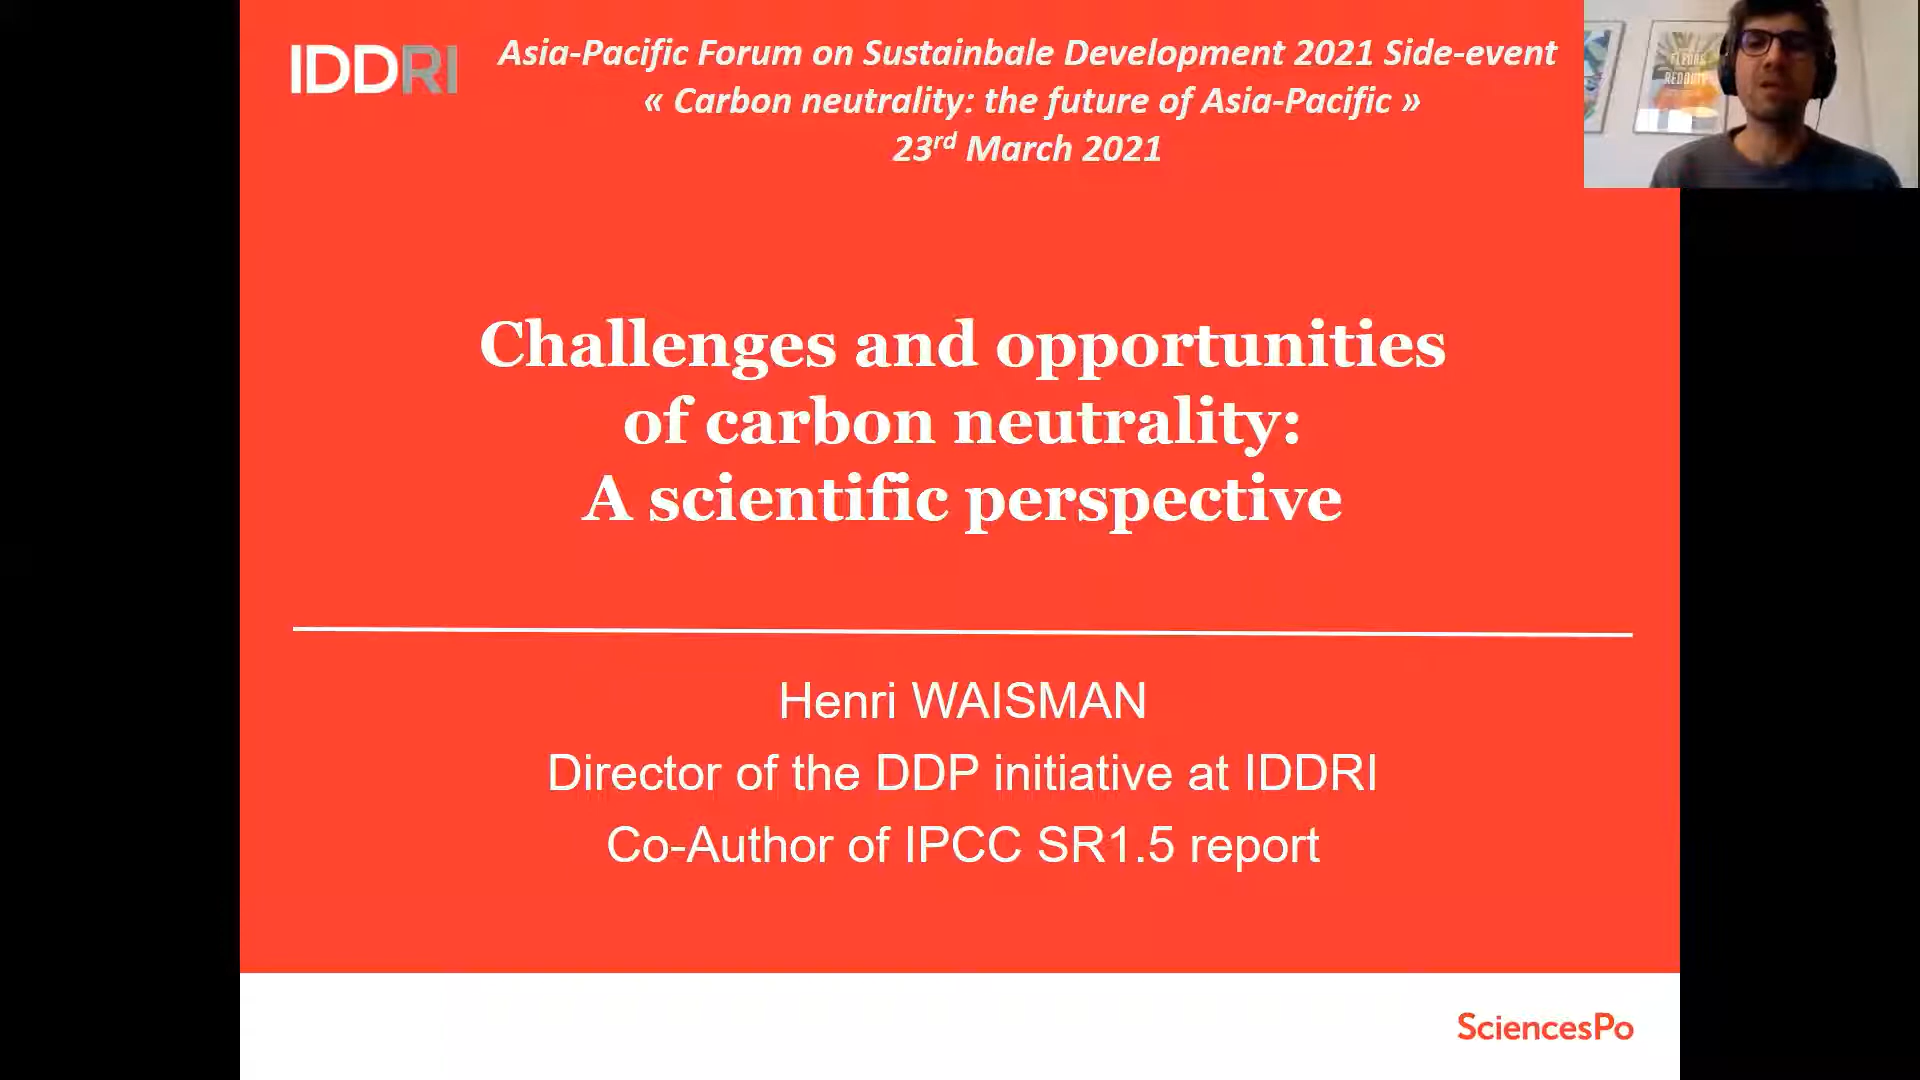 IDDRI
Asia-Pacific Forum on Sustainbale Development 2021 Side-event
« Carbon neutrality: the future of Asia-Pacific »
23rd March 2021
FLEURS
REDOUTÉ
Challenges and opportunities
of carbon neutrality:
A scientific perspective
Henri WAISMAN
Director of the DDP initiative at IDDRI
Co-Author of IPCC SR1.5 report
SciencesPo